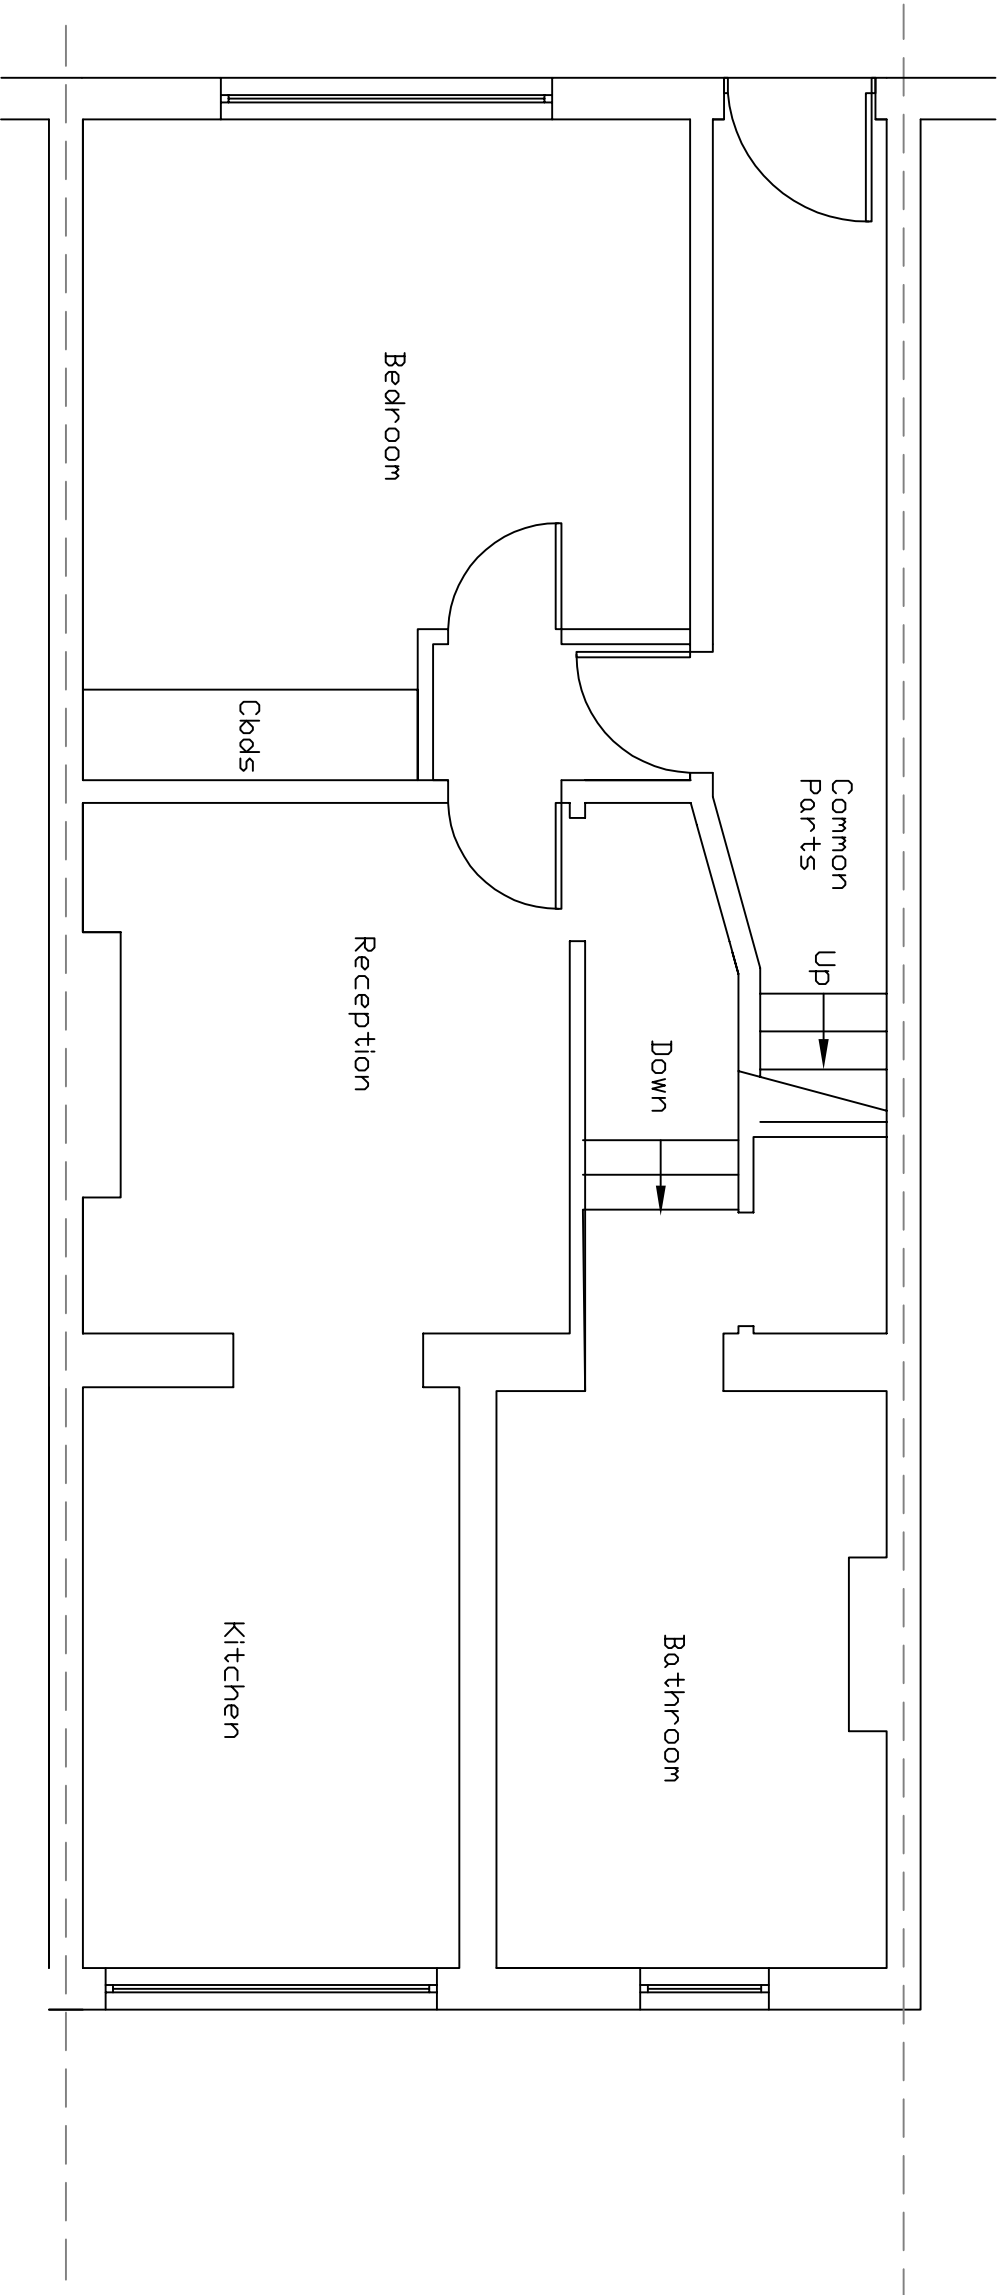 Bedroom
Cbds
Common
Parts
Up
Reception
Down
Kitchen
Bathroom